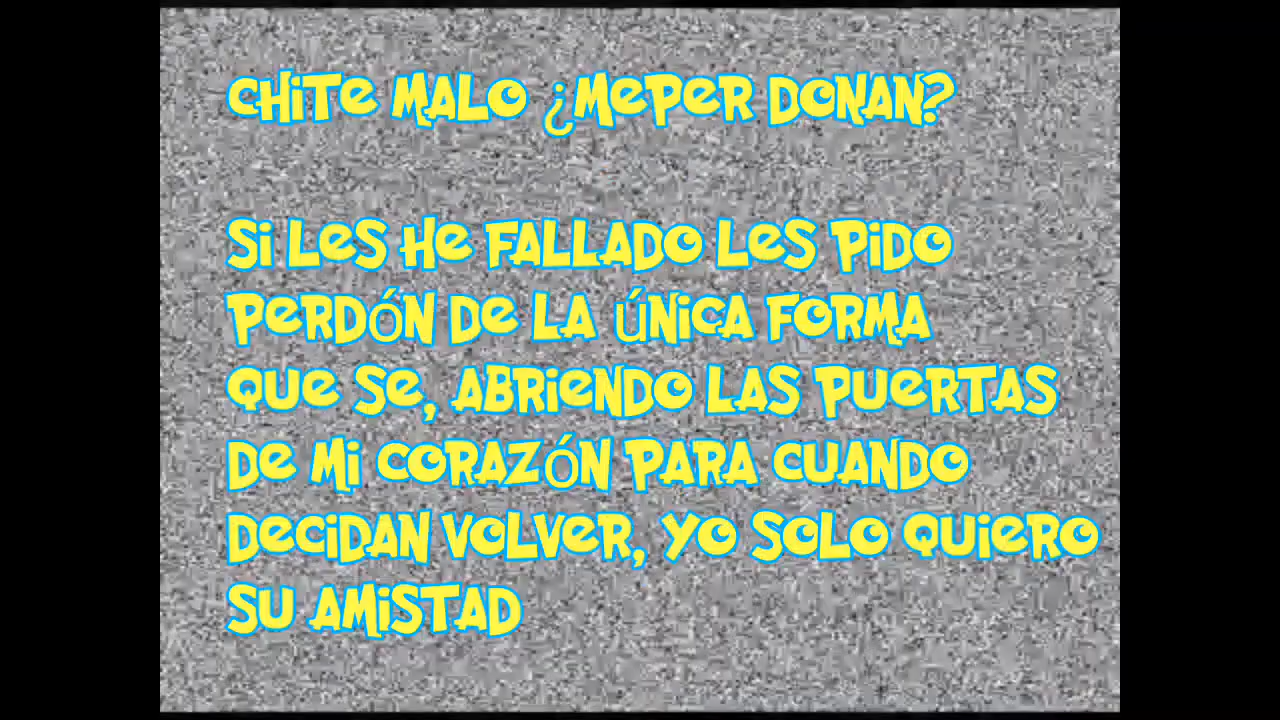 CHiTe MALO ¿MePeR DONAN?
Si LeS He FALLADO LeS PiDO
PeRDÓN De LA ÚNiCA FORMA
QUe Se, ABRiENDO LAS PUeRTAS
De Mi CORAZÓN PARA CUANDO
DeCiDAN VOLVeR, YO SOLO QUieRO
SU AMiSTAD